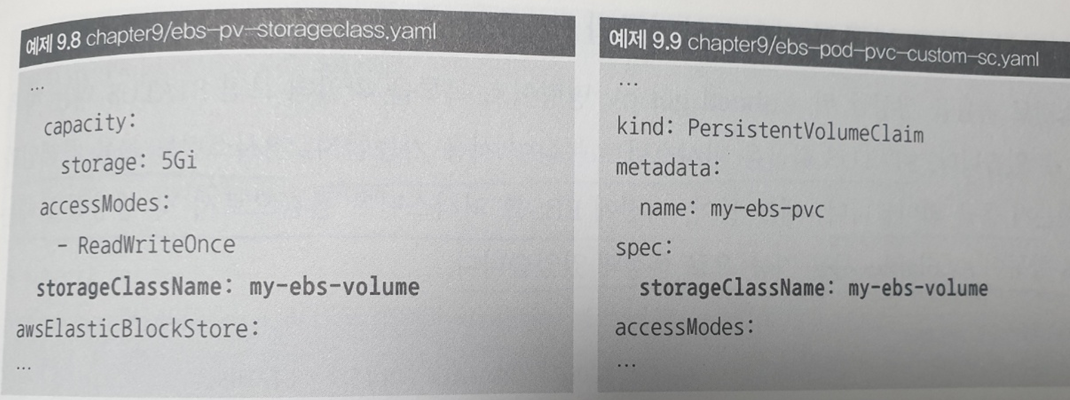 예제 9.8 chapter9/ebs-pv-storageclass.yaml
...
capacity:
storage: 5Gi
accessModes:
- ReadWriteOnce
storageClassName: my-ebs-volume
awsElasticBlockStore:
...
예제 9.9 chapter9/ebs-pod-pvc-custom-sc.yaml
...
kind: PersistentVolumeClaim
metadata:
name: my-ebs-pvc
spec:
storageClassName: my-ebs-volume
accessModes:
...